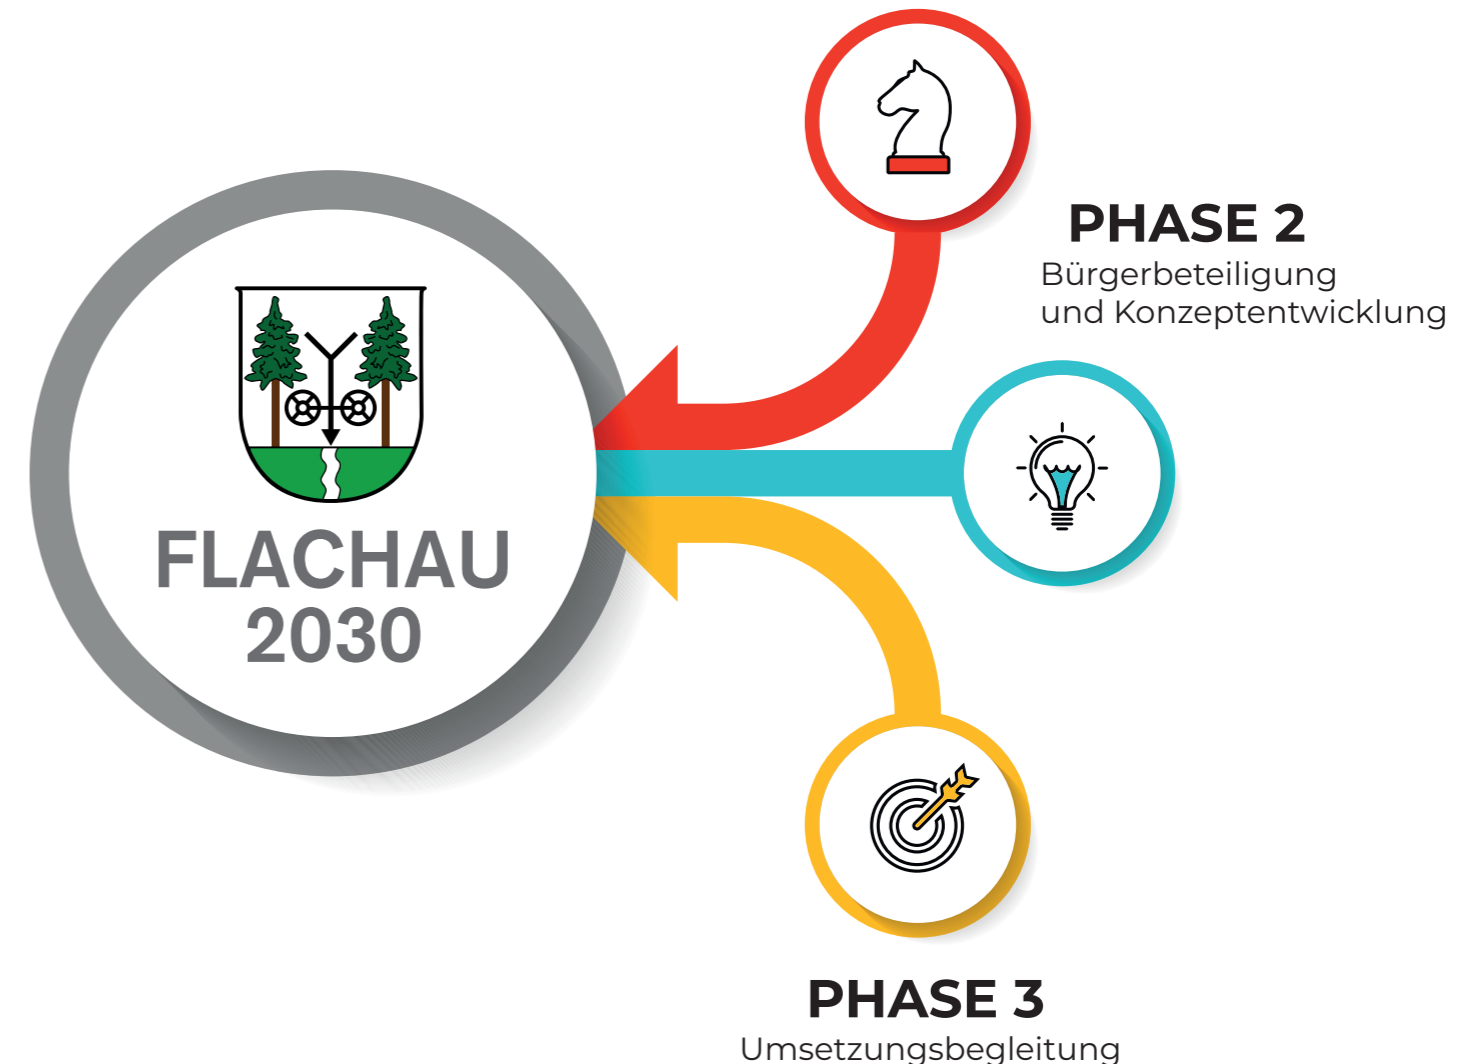 PHASE 2
Bürgerbeteiligung
und Konzeptentwicklung
FLACHAU
2030
PHASE 3
Umsetzungsbegleitung